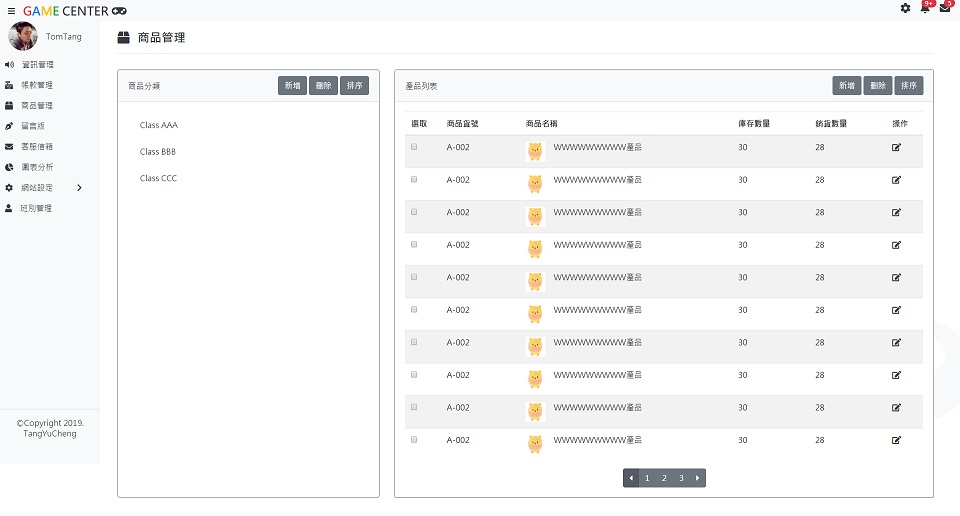 GAME CENTER
9+
5
TomTang
資訊管理
帳款管理
商品管理
留言版
客服信箱
圖表分析
網站設定
班別管理
©Copyright 2019.
TangYuCheng
商品管理
商品分類 新增 刪除 排序
Class AAA
Class BBB
Class CCC
產品列表 新增 刪除 排序
選取 商品貨號 商品名稱 庫存數量 銷貨數量 操作
A-002 WWWWWWWWW產品 30 28
A-002 WWWWWWWWW產品 30 28
A-002 WWWWWWWWW產品 30 28
A-002 WWWWWWWWW產品 30 28
A-002 WWWWWWWWW產品 30 28
A-002 WWWWWWWWW產品 30 28
A-002 WWWWWWWWW產品 30 28
A-002 WWWWWWWWW產品 30 28
A-002 WWWWWWWWW產品 30 28
A-002 WWWWWWWWW產品 30 28
1 2 3